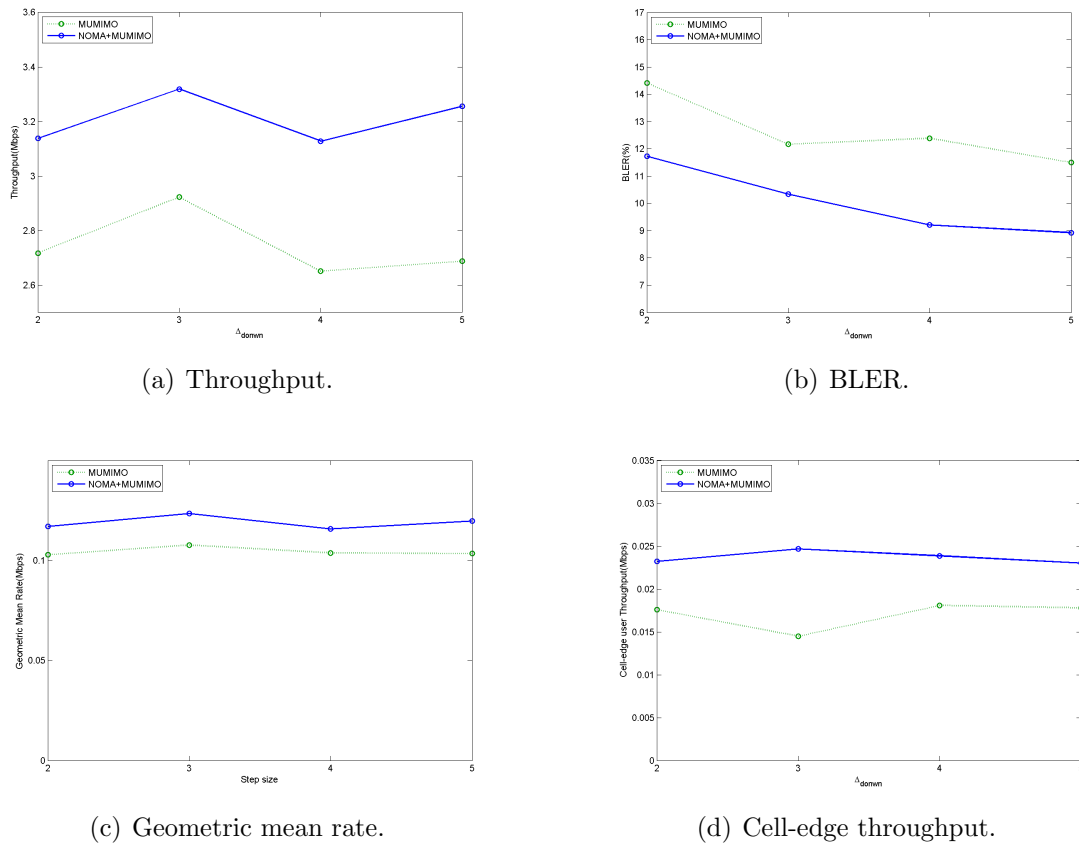 MUMIMO
NOMA+MUMIMO
Throughput(Mbps)
3.6
3.4
3.2
3
2.8
2.6
2
3
4
5
Δdonwn
(a) Throughput.
MUMIMO
NOMA+MUMIMO
BLER(%)
17
16
15
14
13
12
11
10
9
8
7
6
2
3
4
5
Δdonwn
(b) BLER.
MUMIMO
NOMA+MUMIMO
Geometric Mean Rate(Mbps)
0.1
0.05
0
2
3
4
5
Step size
(c) Geometric mean rate.
MUMIMO
NOMA+MUMIMO
Cell-edge user Throughput(Mbps)
0.035
0.03
0.025
0.02
0.015
0.01
0.005
0
2
3
4
Δdonwn
(d) Cell-edge throughput.